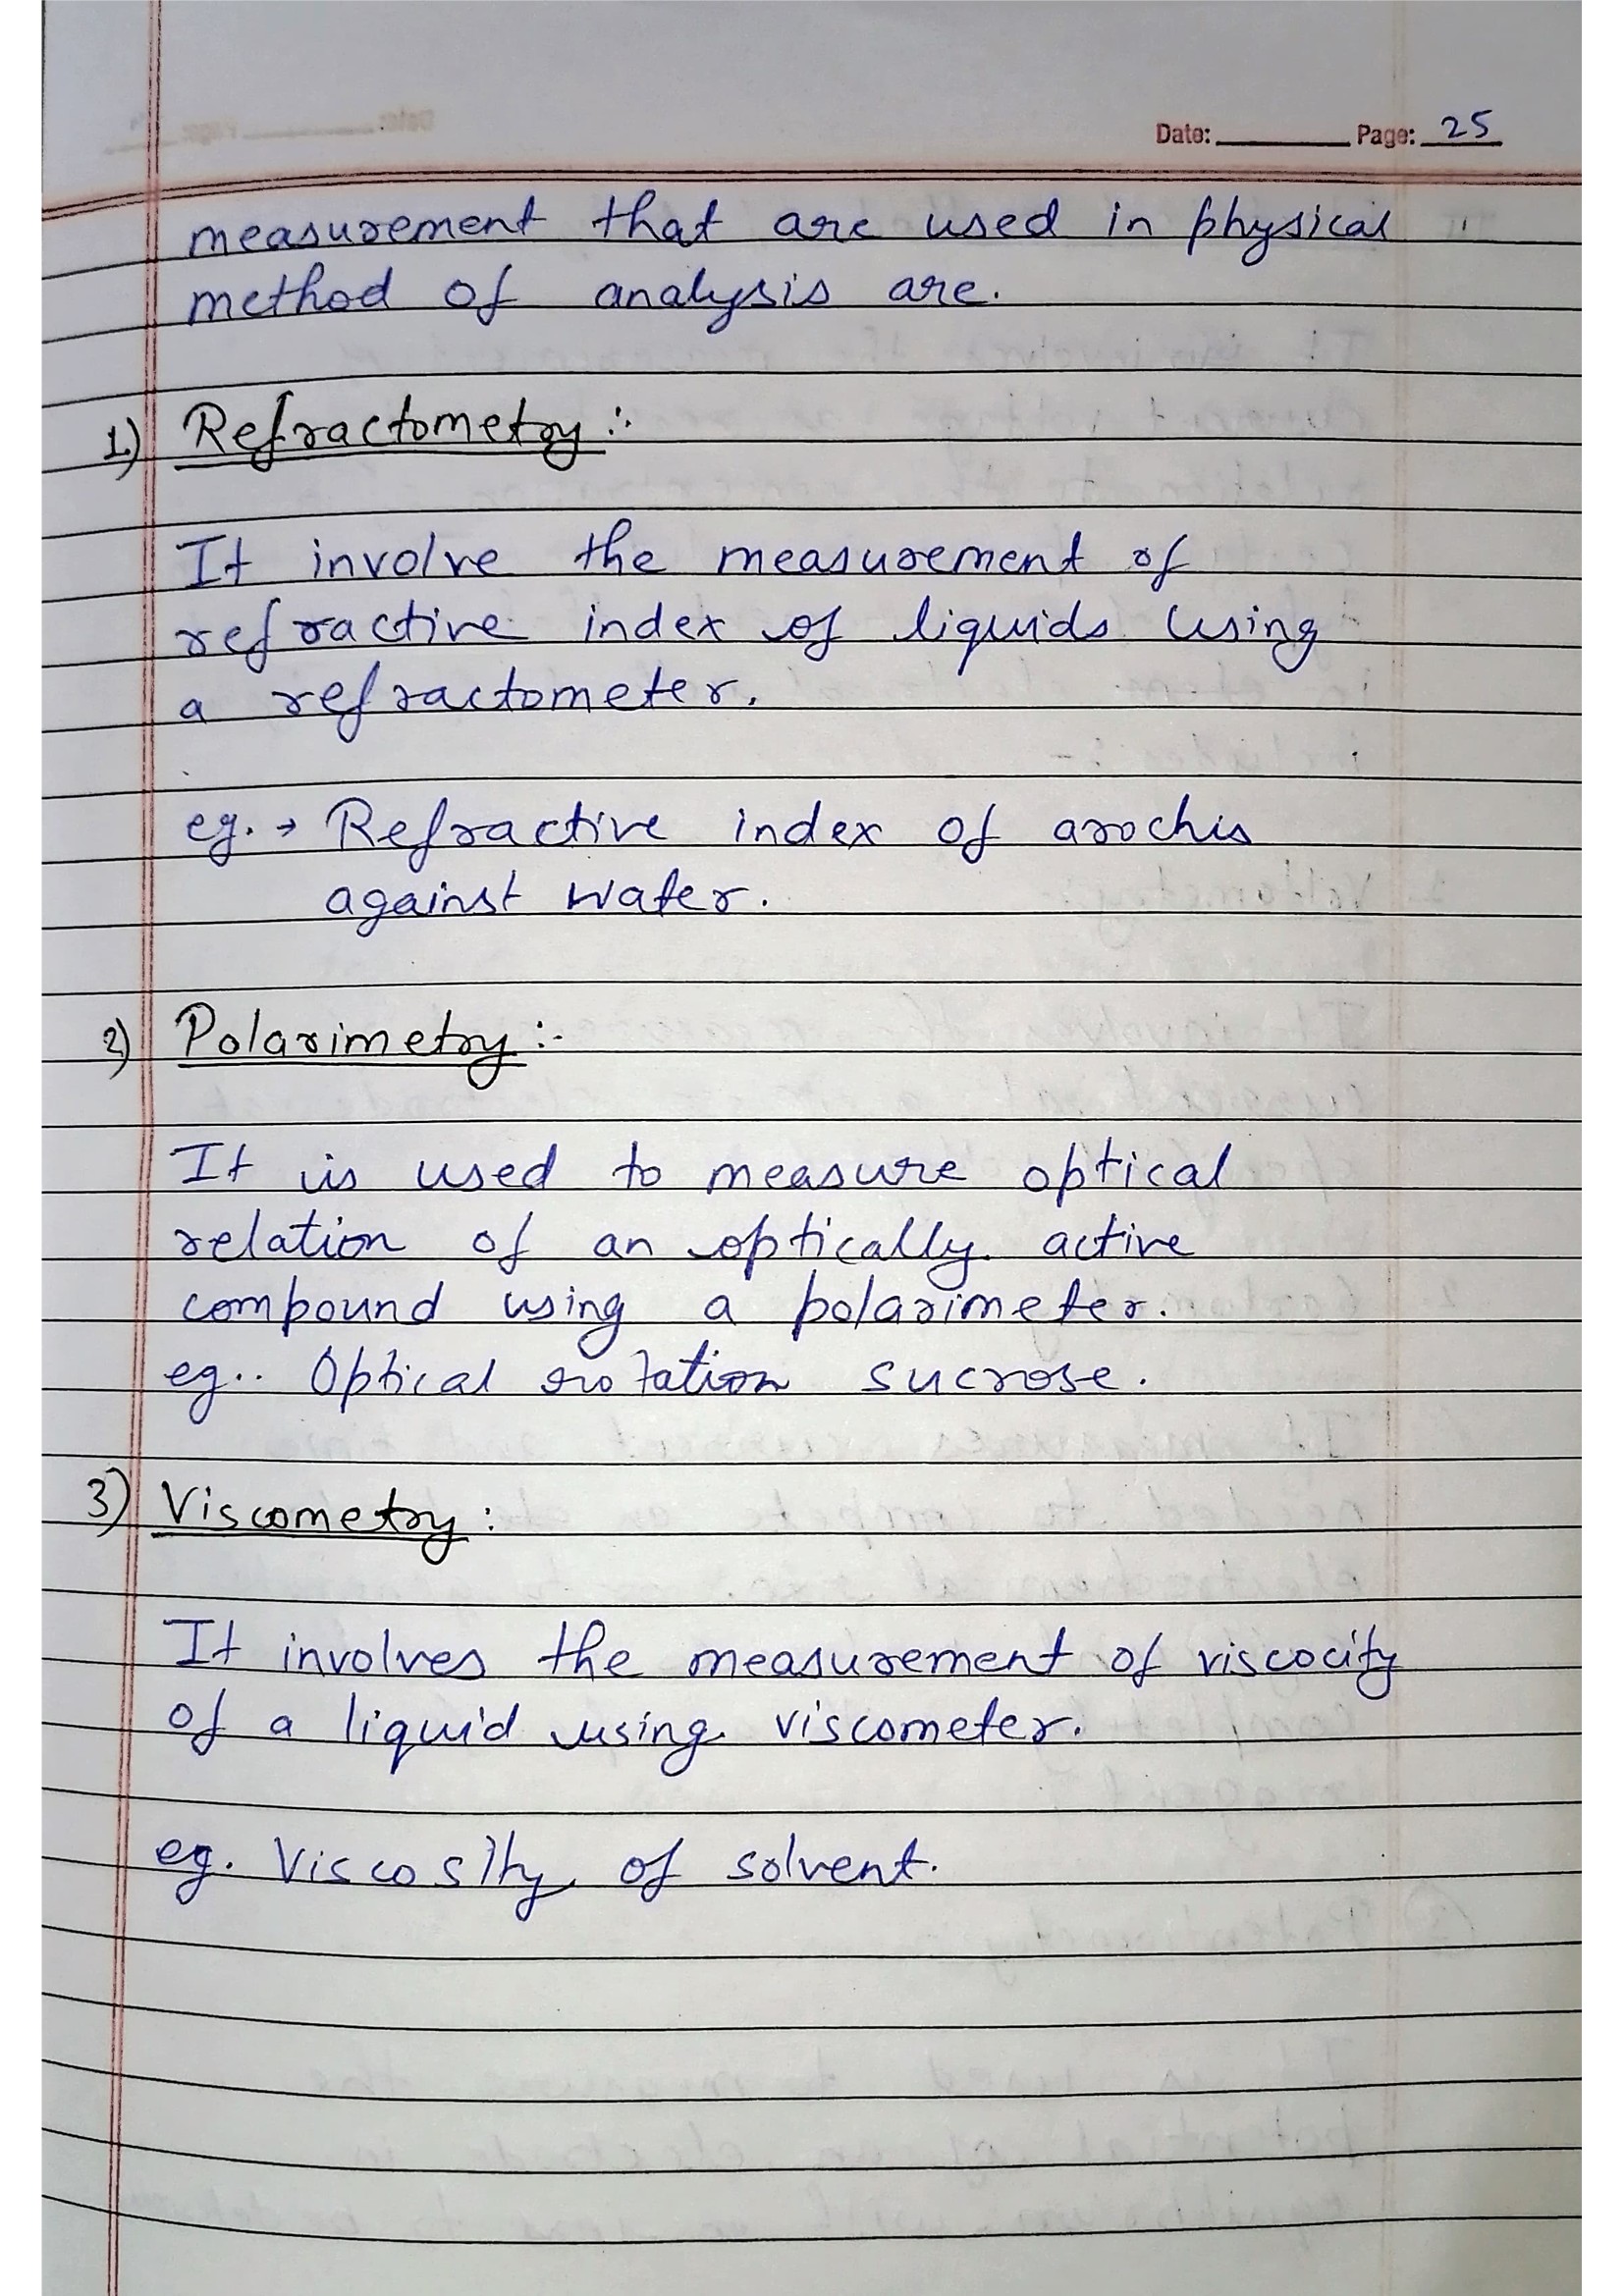 Date: Page: 25
measurement that are used in physical
method of analysis are.
1) Refractometry :-
It involve the measurement of
refractive index of liquids using
a refractometer.
eg. → Refractive index of arochis
against water.
2) Polarimetry :-
It is used to measure optical
relation of an optically active
compound using a polarimeter.
eg.. Optical rotation sucrose.
3) Viscometry :
It involves the measurement of viscocity
of a liquid using viscometer.
eg. Viscosity of solvent.